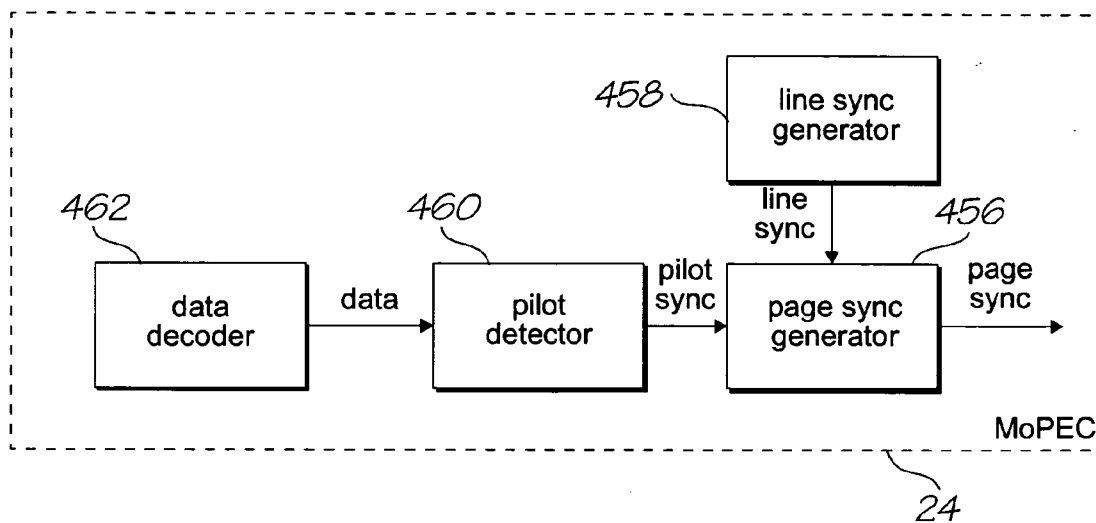 458
line sync
generator
line
sync
462
460
456
data
decoder
data
pilot
detector
pilot
sync
page sync
generator
page
sync
MoPEC
24